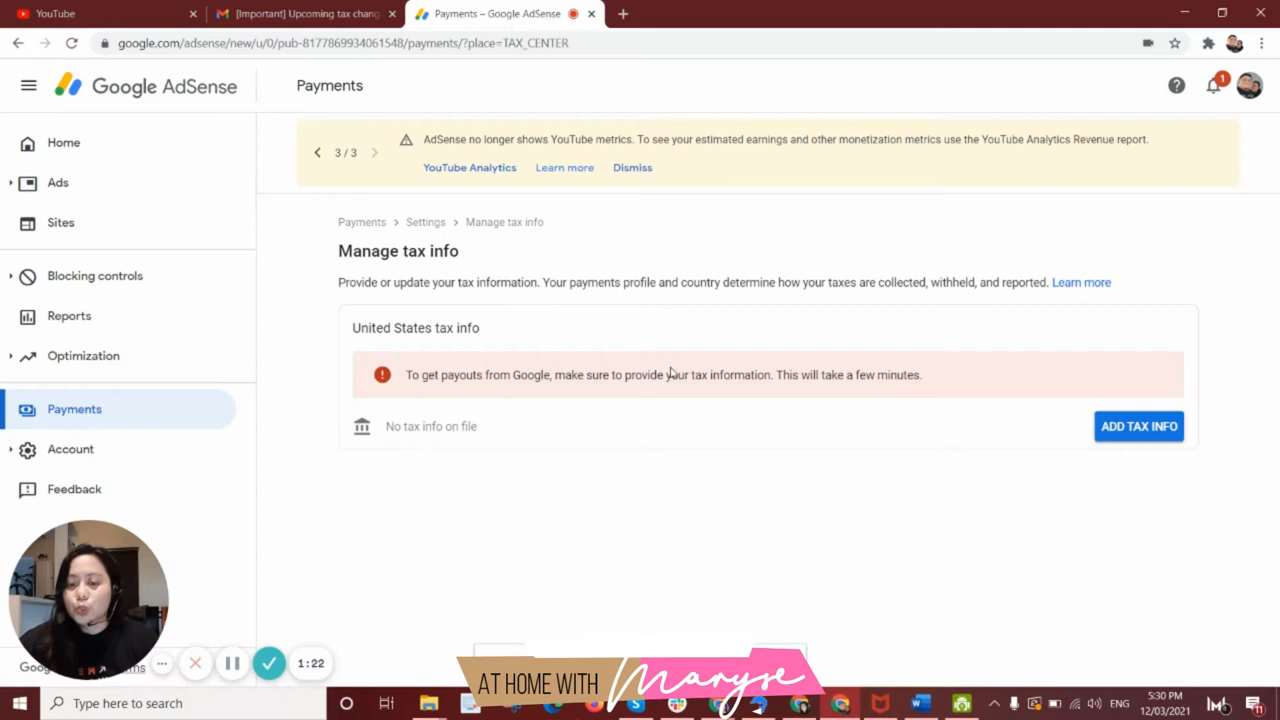 YouTube
[Important] Upcoming tax chang
Payments – Google AdSense
google.com/adsense/new/u/0/pub-8177869934061548/payments/?place=TAX_CENTER
Google AdSense
Payments
1
Home
Ads
Sites
Blocking controls
Reports
Optimization
Payments
Account
Feedback
3 / 3
AdSense no longer shows YouTube metrics. To see your estimated earnings and other monetization metrics use the YouTube Analytics Revenue report.
YouTube Analytics Learn more Dismiss
Payments > Settings > Manage tax info
Manage tax info
Provide or update your tax information. Your payments profile and country determine how your taxes are collected, withheld, and reported. Learn more
United States tax info
To get payouts from Google, make sure to provide your tax information. This will take a few minutes.
No tax info on file
ADD TAX INFO
1:22
AT HOME WITH Maryse
Type here to search
ENG
5:30 PM
12/03/2021
11